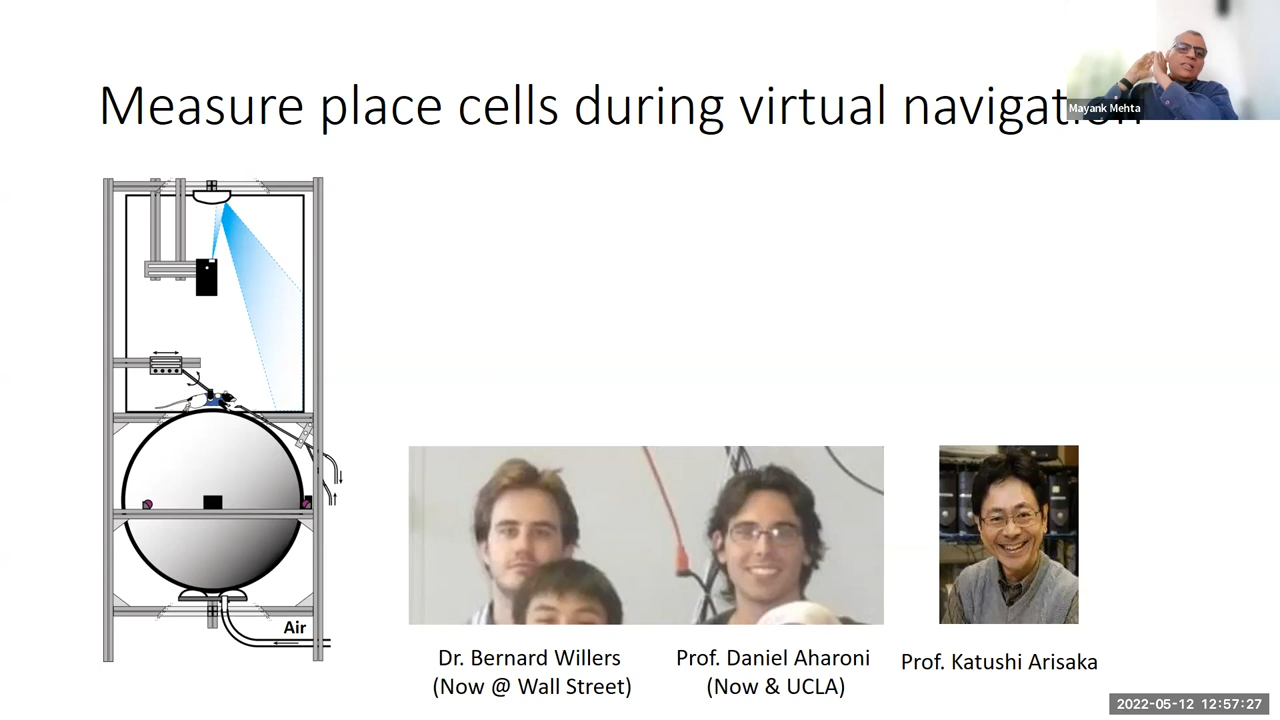 Measure place cells during virtual navigation
Mayank Mehta
Air
Dr. Bernard Willers
(Now @ Wall Street)
Prof. Daniel Aharoni
(Now & UCLA)
Prof. Katushi Arisaka
2022-05-12 12:57:27